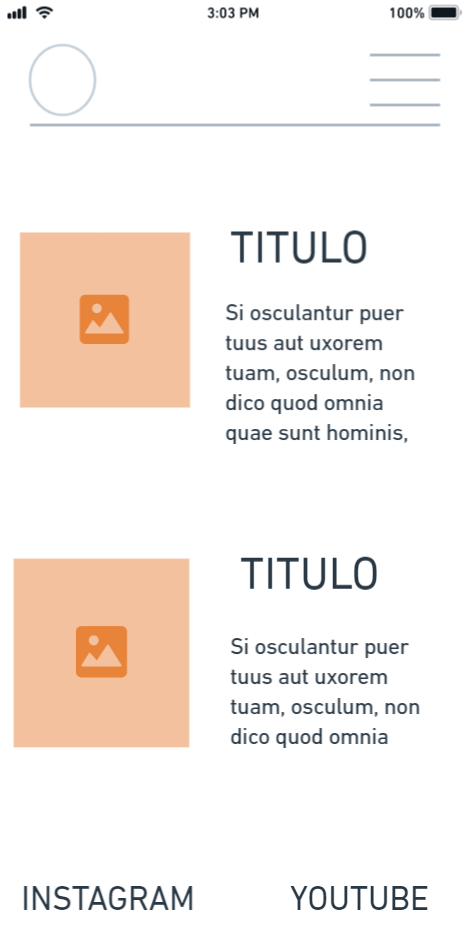 3:03 PM 100%
TITULO
Si osculantur puer
tuus aut uxorem
tuam, osculum, non
dico quod omnia
quae sunt hominis,
TITULO
Si osculantur puer
tuus aut uxorem
tuam, osculum, non
dico quod omnia
INSTAGRAM YOUTUBE